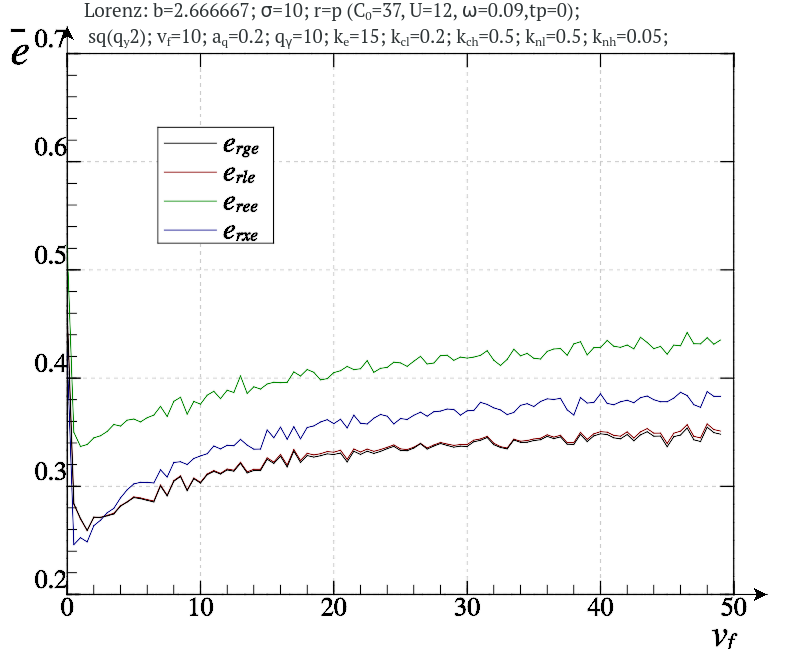 Lorenz: b=2.666667; σ=10; r=p (C₀=37, U=12, ω=0.09,tp=0);
sq(qᵧ2); v_f=10; a_q=0.2; q_γ=10; kₑ=15; k_cl=0.2; k_ch=0.5; k_nl=0.5; k_nh=0.05;
e̅
0.7
0.6
0.5
0.4
0.3
0.2
e_rge
e_rle
e_ree
e_rxe
0 10 20 30 40 50
v_f